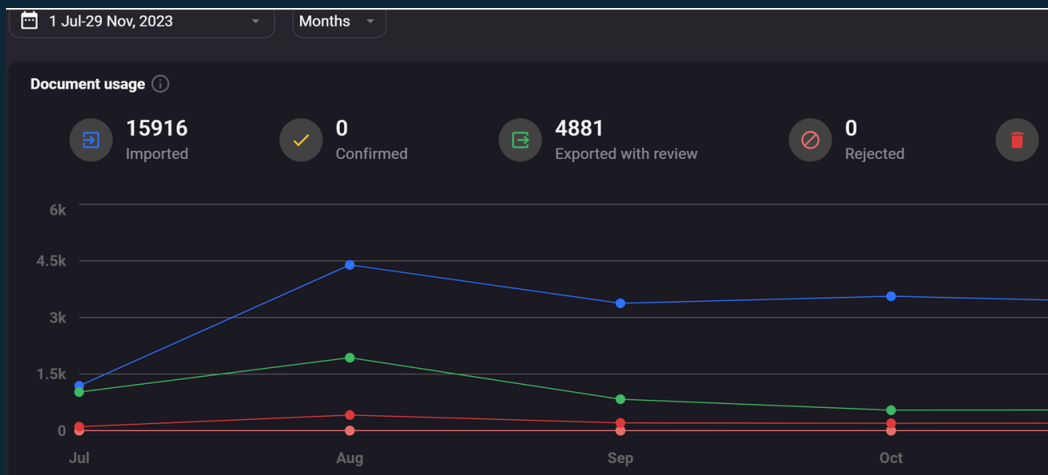 1 Jul-29 Nov, 2023
Months
Document usage
15916
Imported
0
Confirmed
4881
Exported with review
0
Rejected
6k
4.5k
3k
1.5k
0
Jul
Aug
Sep
Oct